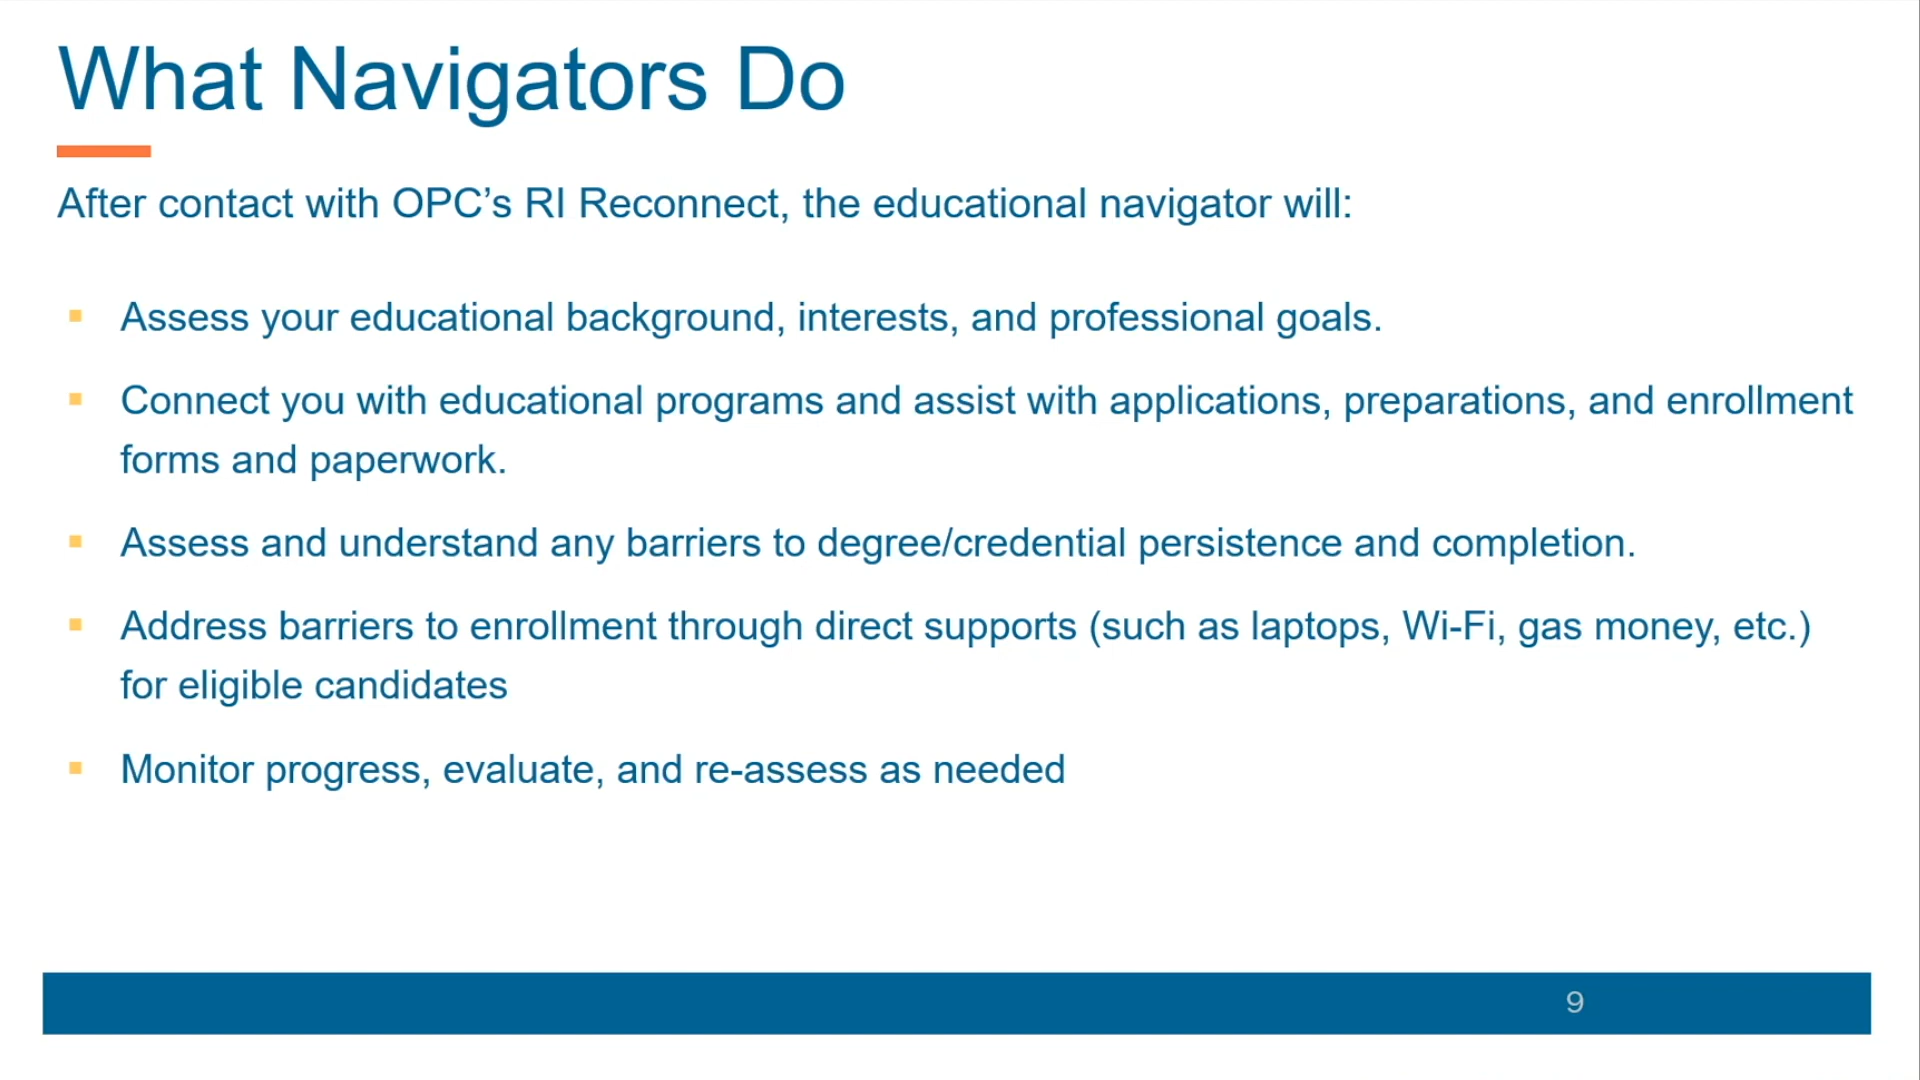 What Navigators Do
After contact with OPC’s RI Reconnect, the educational navigator will:
▪ Assess your educational background, interests, and professional goals.
▪ Connect you with educational programs and assist with applications, preparations, and enrollment
forms and paperwork.
▪ Assess and understand any barriers to degree/credential persistence and completion.
▪ Address barriers to enrollment through direct supports (such as laptops, Wi-Fi, gas money, etc.)
for eligible candidates
▪ Monitor progress, evaluate, and re-assess as needed
9